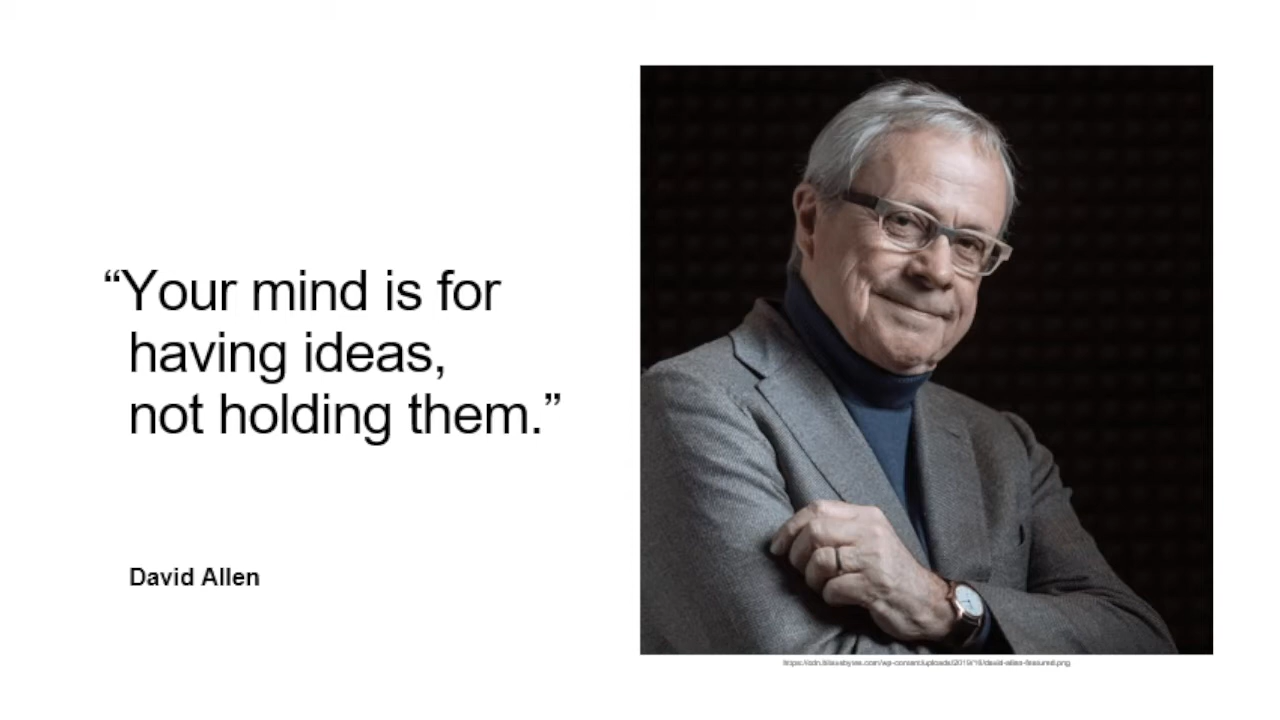 “Your mind is for
having ideas,
not holding them.”
David Allen